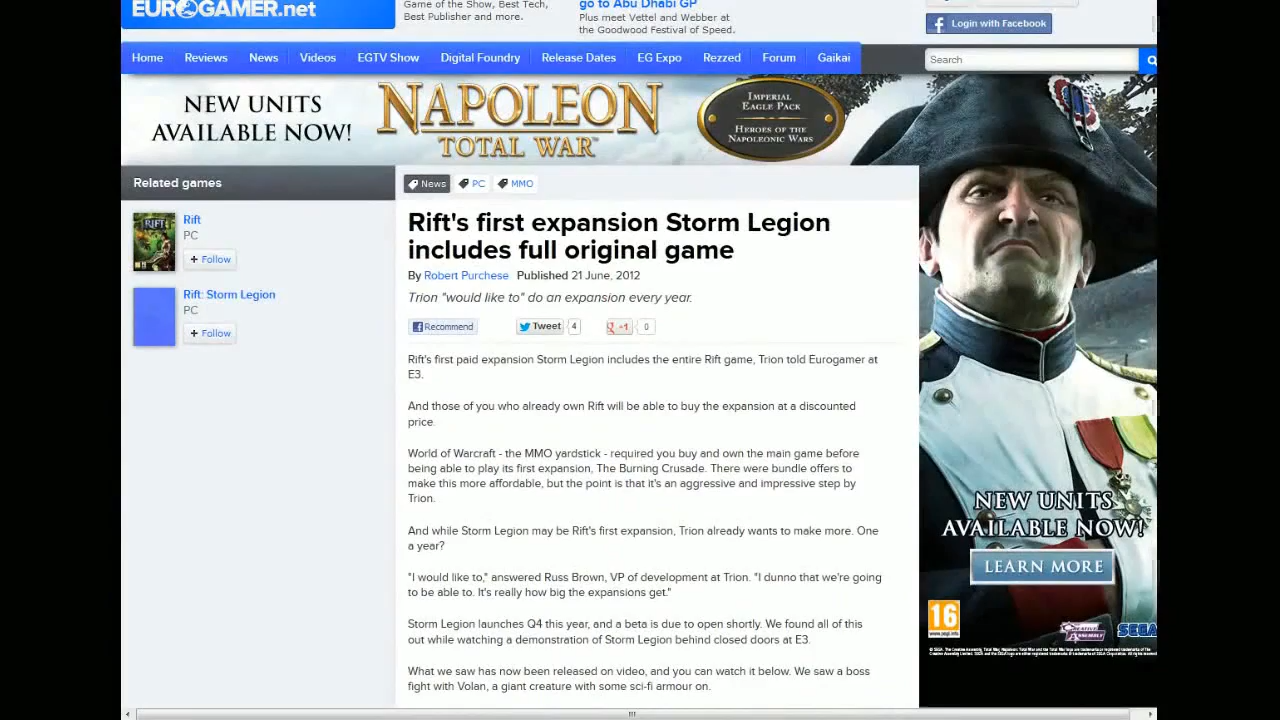 EUROGAMER.net
Game of the Show, Best Tech,
Best Publisher and more.
go to Abu Dhabi GP
Plus meet Vettel and Webber at
the Goodwood Festival of Speed.
Login with Facebook
Home Reviews News Videos EGTV Show Digital Foundry Release Dates EG Expo Rezzed Forum Gaikai
Search
NEW UNITS
AVAILABLE NOW!
NAPOLEON
TOTAL WAR
IMPERIAL
EAGLE PACK
HEROES OF THE
NAPOLEONIC WARS
Related games
RIFT
Rift
PC
+ Follow
Rift: Storm Legion
PC
+ Follow
News PC MMO
Rift's first expansion Storm Legion
includes full original game
By Robert Purchese Published 21 June, 2012
Trion "would like to" do an expansion every year.
Recommend Tweet 4 +1 0
Rift's first paid expansion Storm Legion includes the entire Rift game, Trion told Eurogamer at
E3.
And those of you who already own Rift will be able to buy the expansion at a discounted
price.
World of Warcraft - the MMO yardstick - required you buy and own the main game before
being able to play its first expansion, The Burning Crusade. There were bundle offers to
make this more affordable, but the point is that it's an aggressive and impressive step by
Trion.
And while Storm Legion may be Rift's first expansion, Trion already wants to make more. One
a year?
"I would like to," answered Russ Brown, VP of development at Trion. "I dunno that we're going
to be able to. It's really how big the expansions get."
Storm Legion launches Q4 this year, and a beta is due to open shortly. We found all of this
out while watching a demonstration of Storm Legion behind closed doors at E3.
What we saw has now been released on video, and you can watch it below. We saw a boss
fight with Volan, a giant creature with some sci-fi armour on.
NEW UNITS
AVAILABLE NOW!
LEARN MORE
16
www.pegi.info
CREATIVE
ASSEMBLY
SEGA